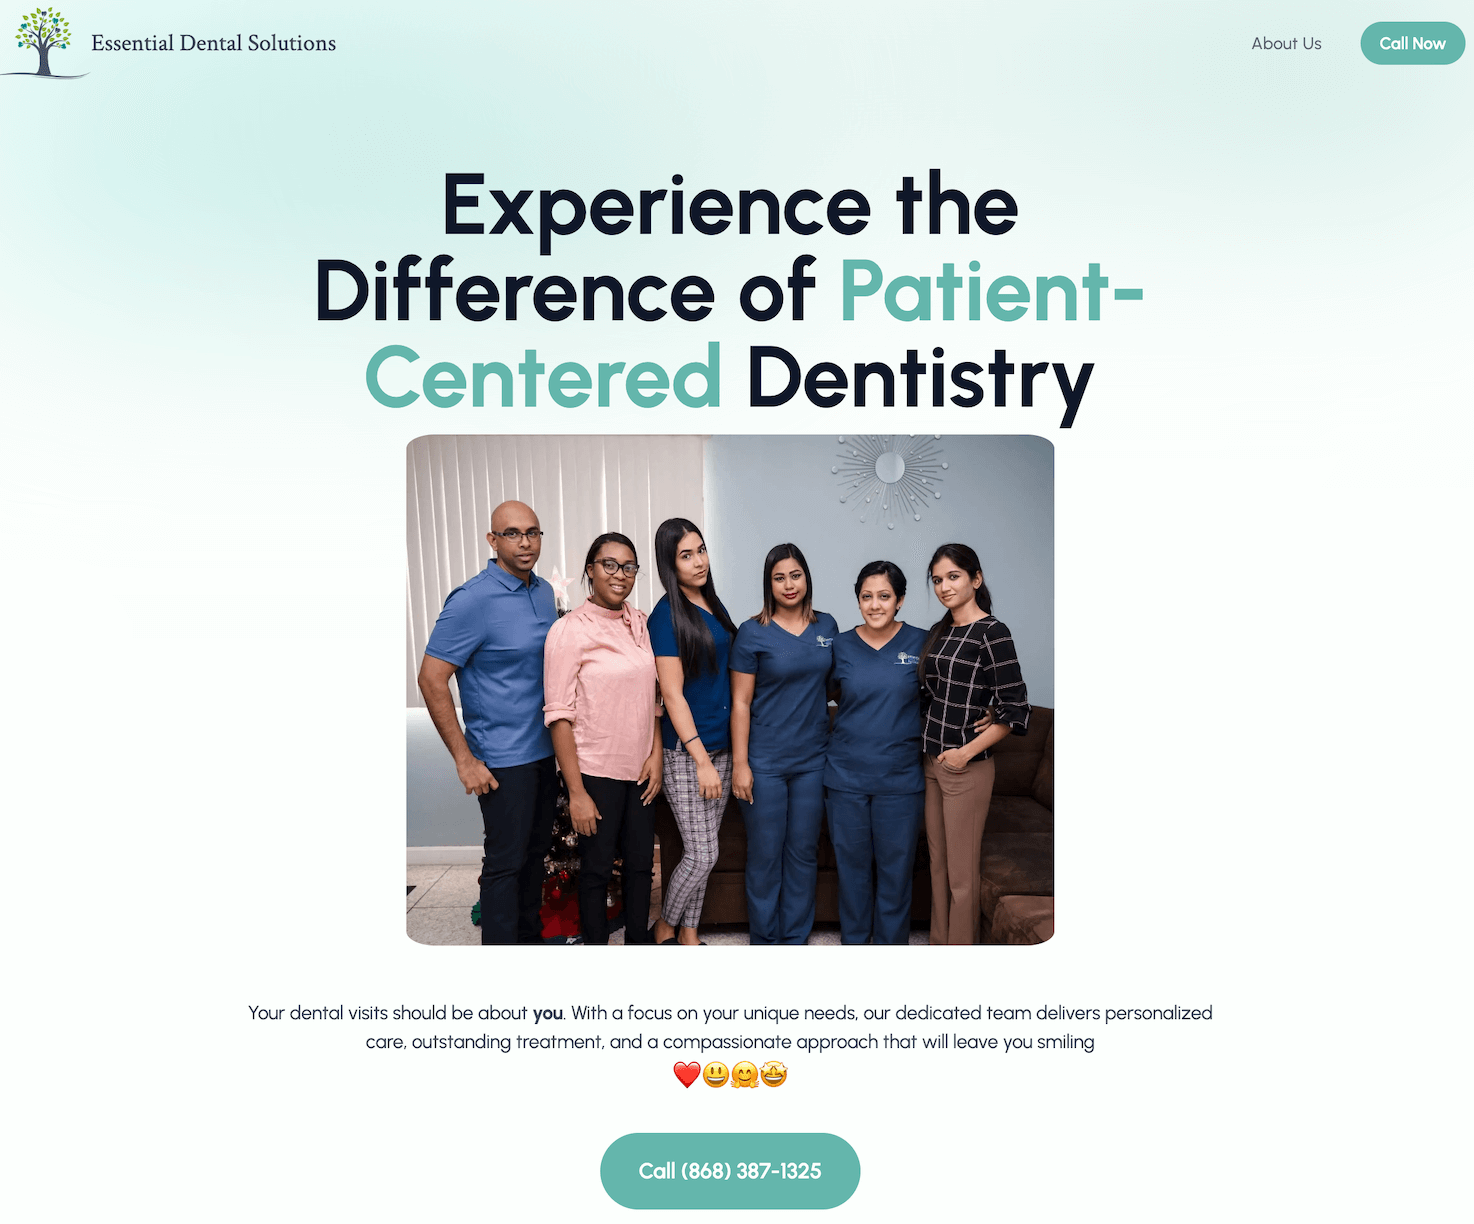 Essential Dental Solutions
About Us
Call Now
Experience the
Difference of Patient-
Centered Dentistry
Your dental visits should be about you. With a focus on your unique needs, our dedicated team delivers personalized
care, outstanding treatment, and a compassionate approach that will leave you smiling
❤️😃🤗🤩
Call (868) 387-1325